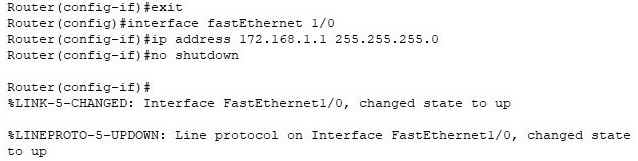 Router(config-if)#exit
Router(config)#interface fastEthernet 1/0
Router(config-if)#ip address 172.168.1.1 255.255.255.0
Router(config-if)#no shutdown
Router(config-if)#
%LINK-5-CHANGED: Interface FastEthernet1/0, changed state to up
%LINEPROTO-5-UPDOWN: Line protocol on Interface FastEthernet1/0, changed state
to up